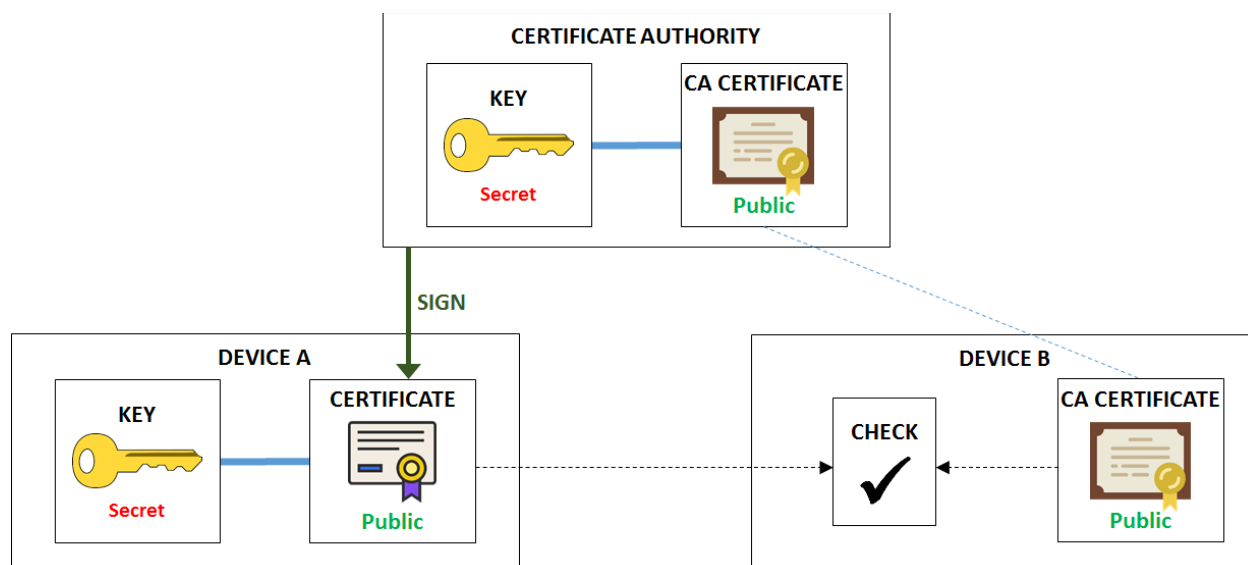 CERTIFICATE AUTHORITY
KEY
Secret
CA CERTIFICATE
Public
SIGN
DEVICE A
KEY
Secret
CERTIFICATE
Public
DEVICE B
CHECK
CA CERTIFICATE
Public